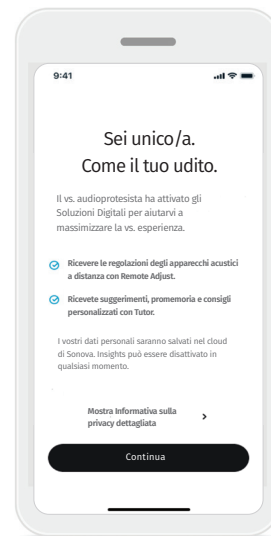 9:41
Sei unico/a.
Come il tuo udito.
Il vs. audioprotesista ha attivato gli
Soluzioni Digitali per aiutarvi a
massimizzare la vs. esperienza.
Ricevere le regolazioni degli apparecchi acustici
a distanza con Remote Adjust.
Ricevete suggerimenti, promemoria e consigli
personalizzati con Tutor.
I vostri dati personali saranno salvati nel cloud
di Sonova. Insights può essere disattivato in
qualsiasi momento.
Mostra Informativa sulla
privacy dettagliata
Continua